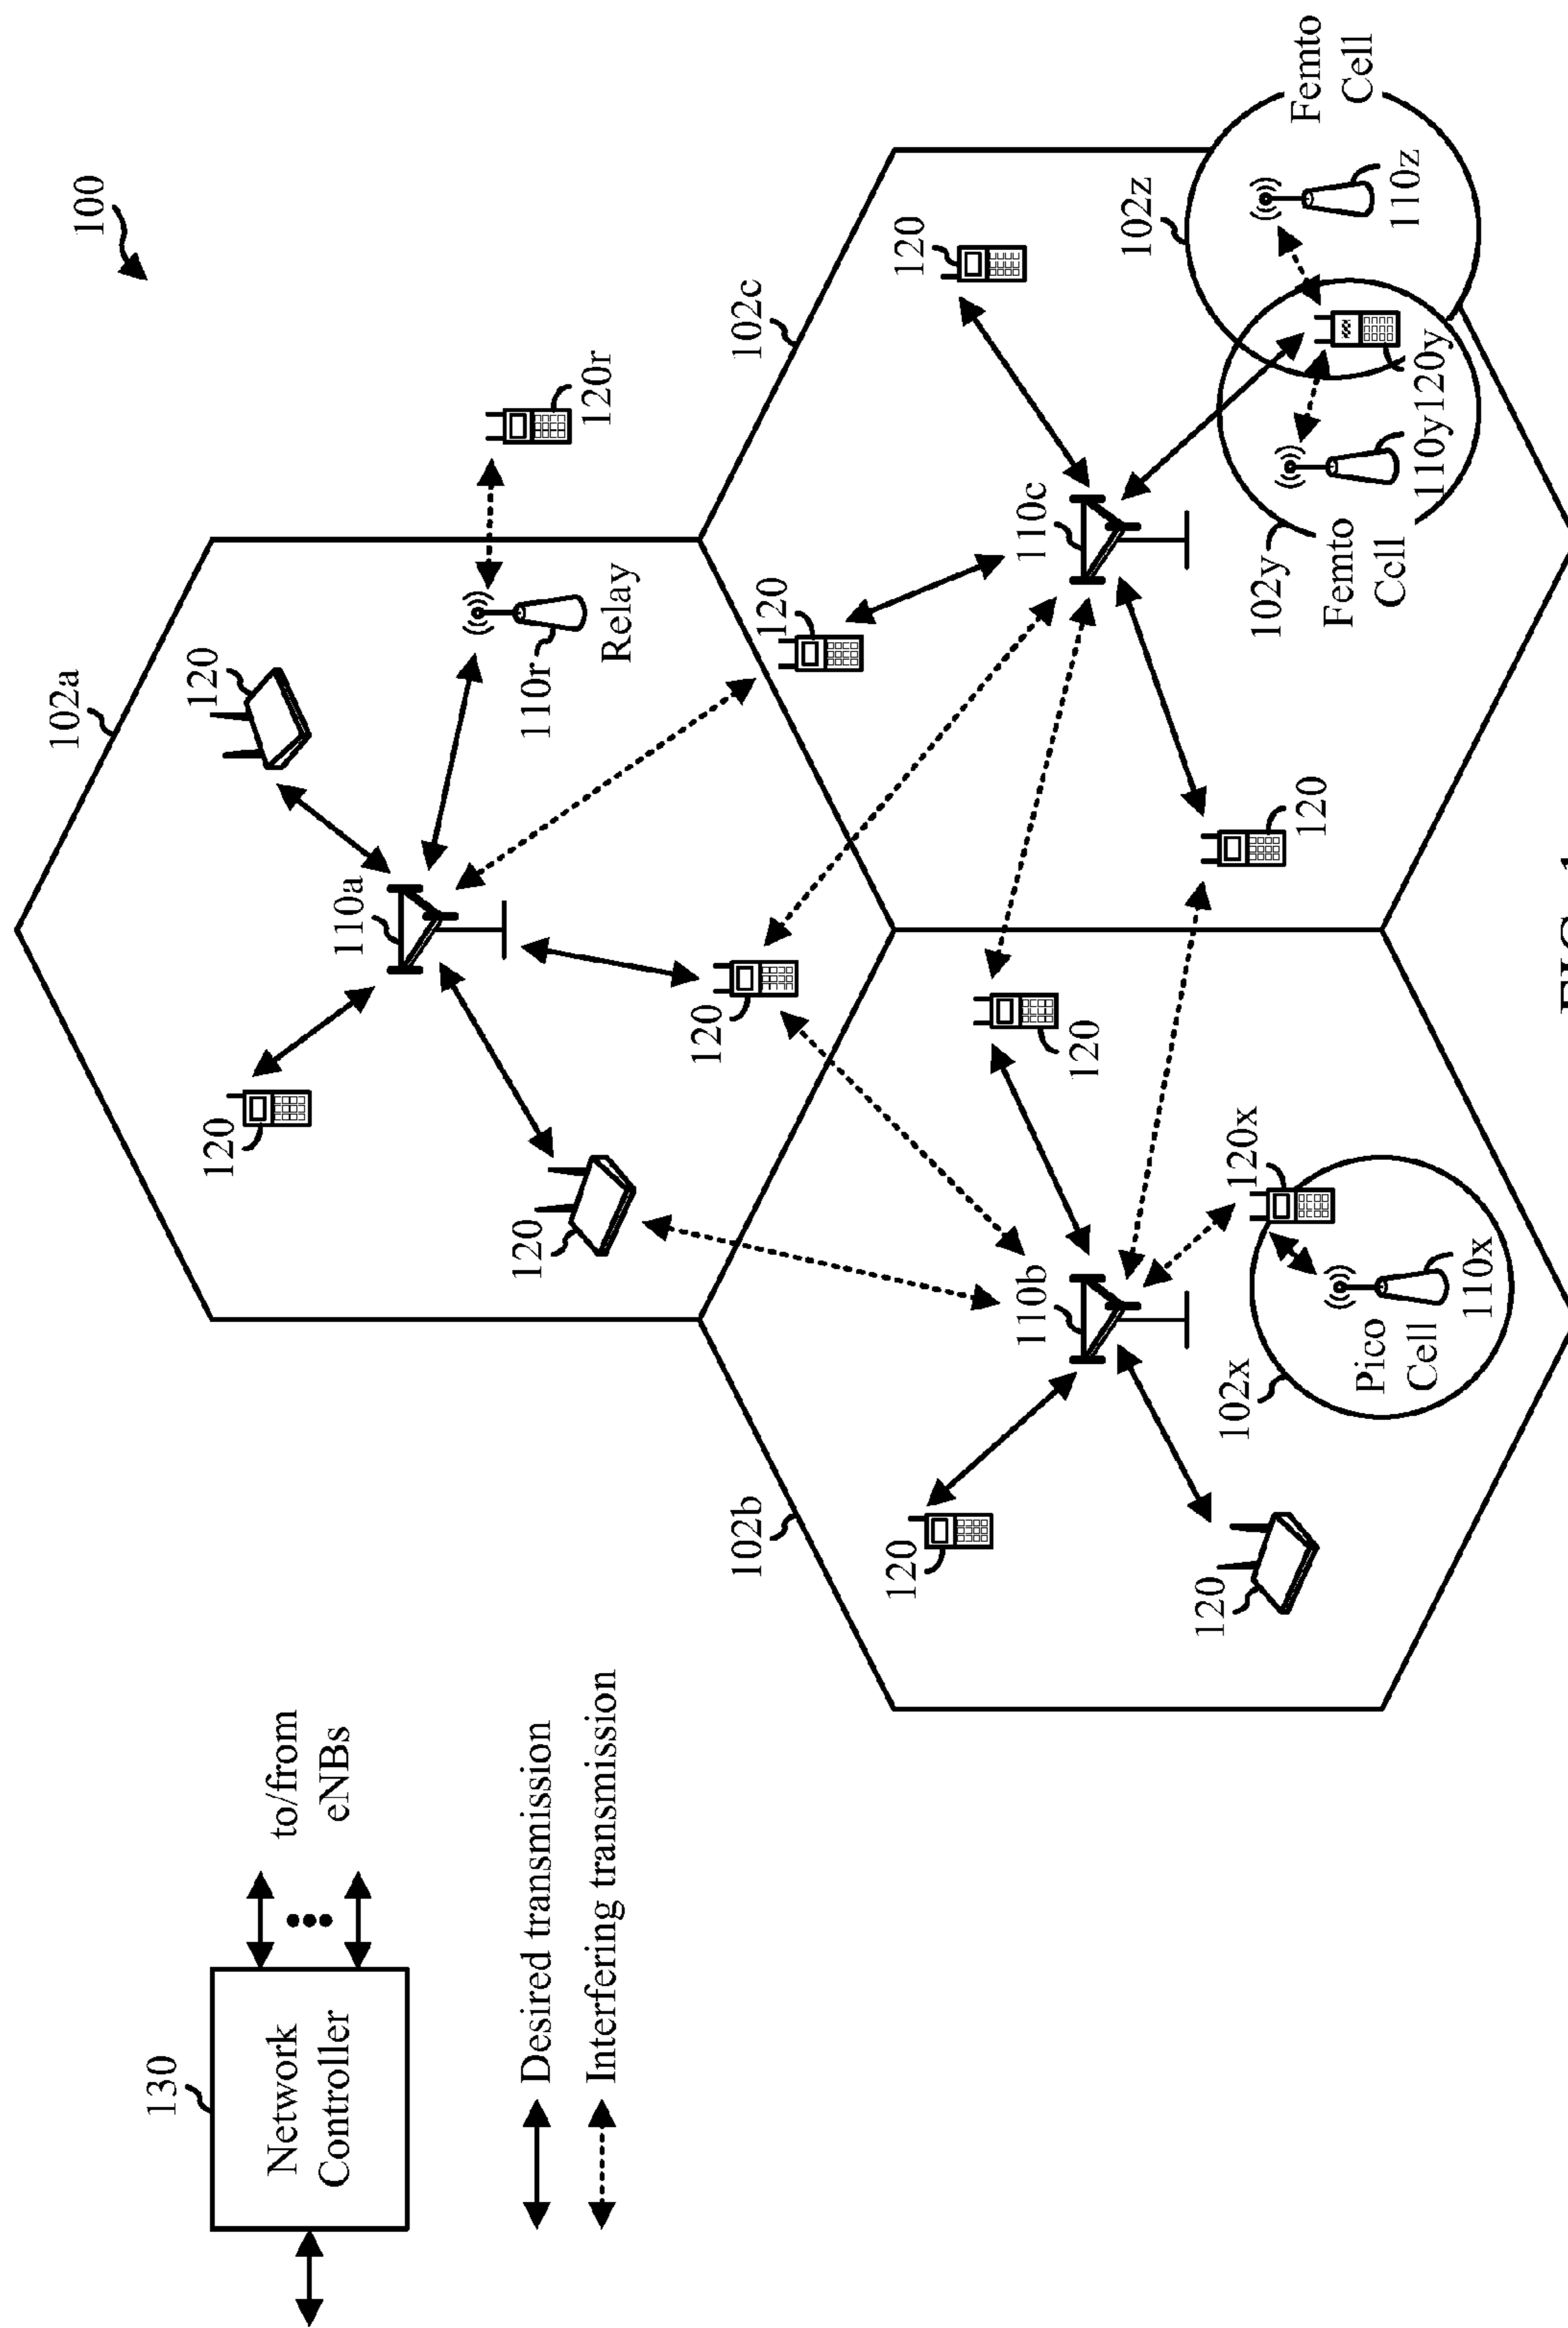 102a
100
130
Network
Controller
to/from
eNBs
120
120
110a
Desired transmission
Interfering transmission
120
110r
Relay
120r
120
102b
102c
120
120
120
110b
110c
120
102z
120
102x
120x
102y
120
Femto
Cell
Femto
Cell
Pico
Cell
110z
110y
120y
110x